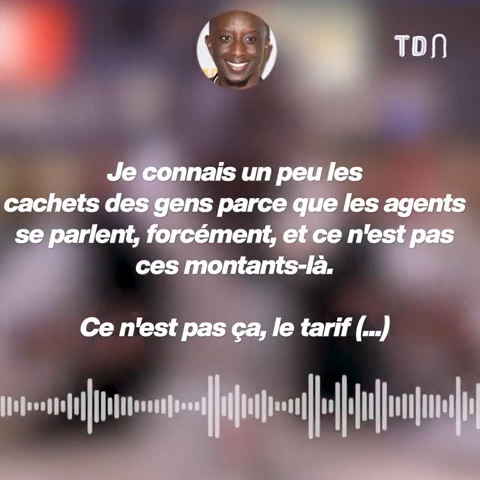 TDN
Je connais un peu les
cachets des gens parce que les agents
se parlent, forcément, et ce n'est pas
ces montants-là.
Ce n'est pas ça, le tarif (...)